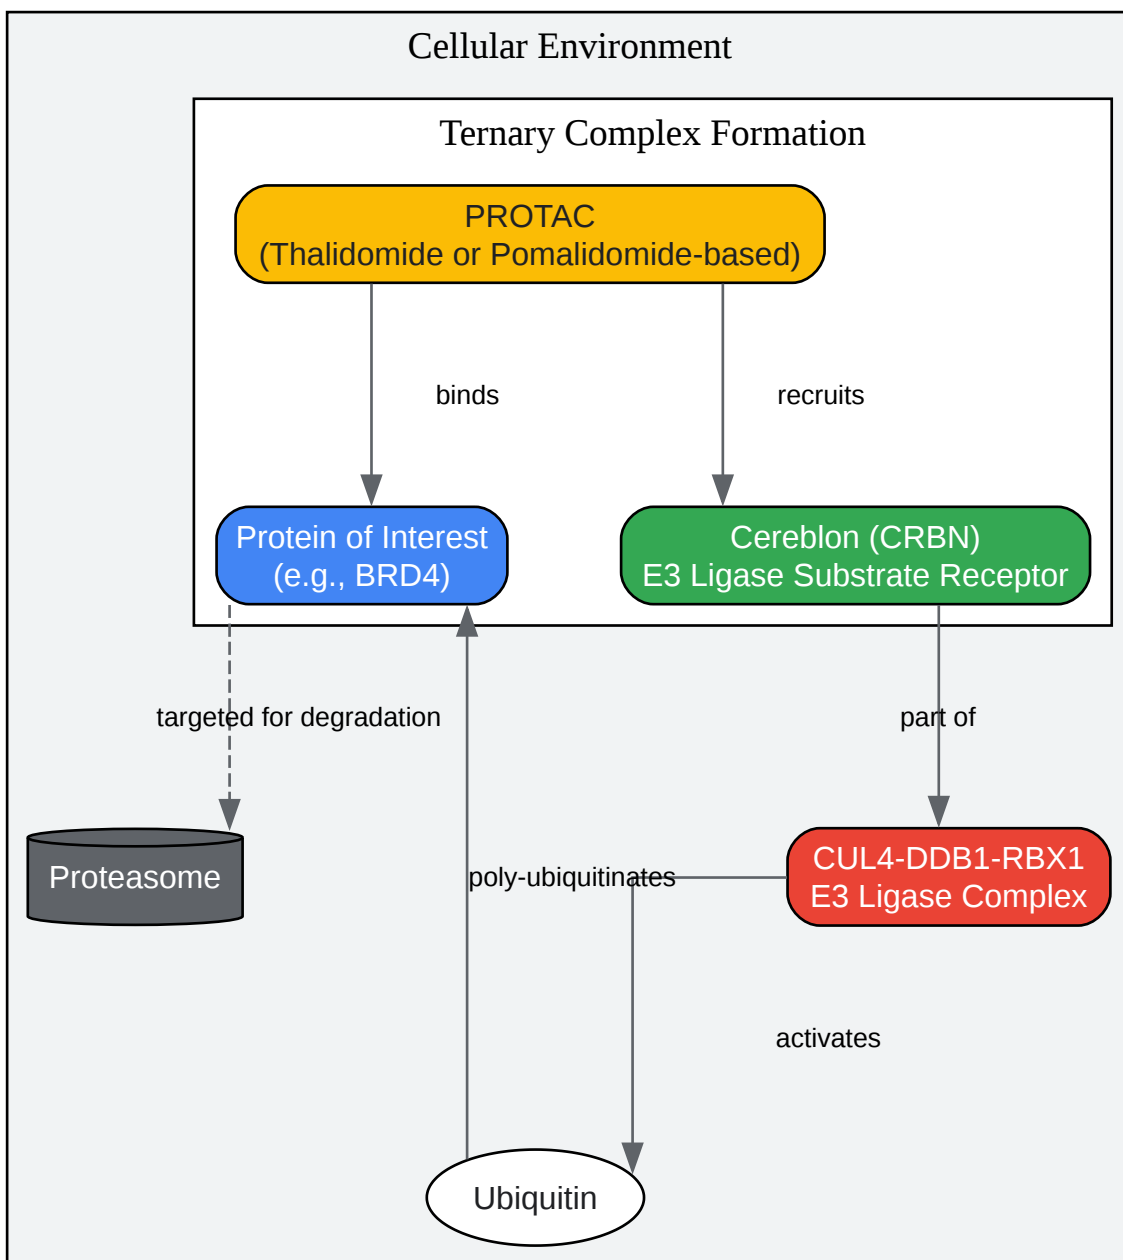 Cellular Environment
Ternary Complex Formation
PROTAC
(Thalidomide or Pomalidomide-based)
binds
recruits
Protein of Interest
(e.g., BRD4)
Cereblon (CRBN)
E3 Ligase Substrate Receptor
targeted for degradation
part of
Proteasome
poly-ubiquitinates
CUL4-DDB1-RBX1
E3 Ligase Complex
activates
Ubiquitin